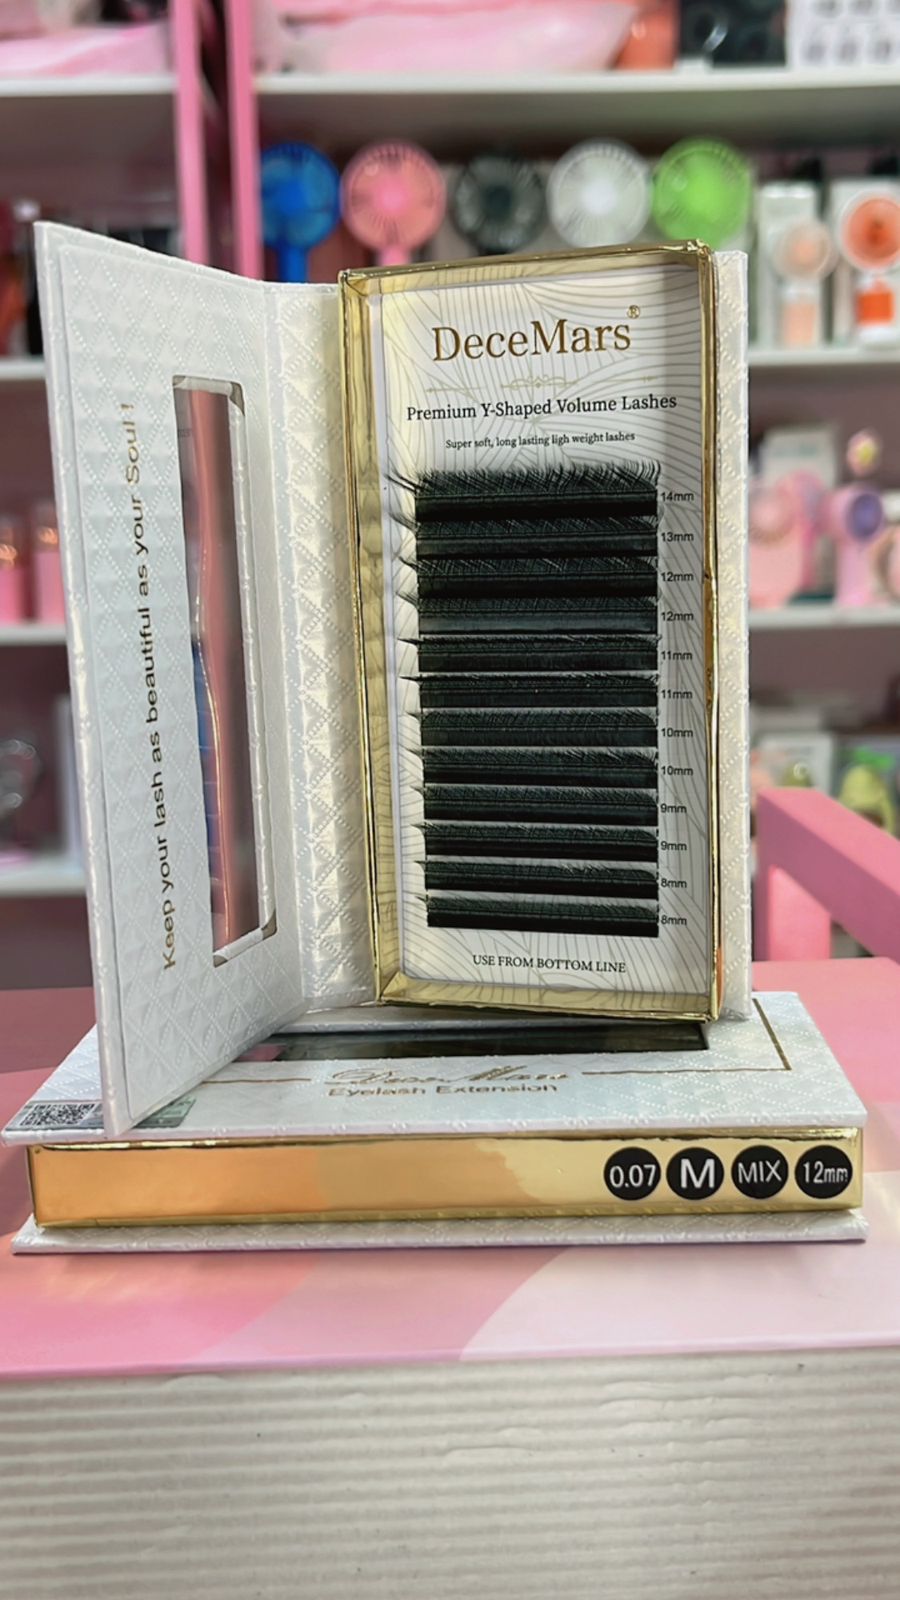 DeceMars®
Premium Y-Shaped Volume Lashes
Super soft, long lasting ligh weight lashes
14mm
13mm
12mm
12mm
11mm
11mm
10mm
10mm
9mm
9mm
8mm
8mm
USE FROM BOTTOM LINE
Keep your lash as beautiful as your Soul !
DeceMars
Eyelash Extension
0.07 M MIX 12mm